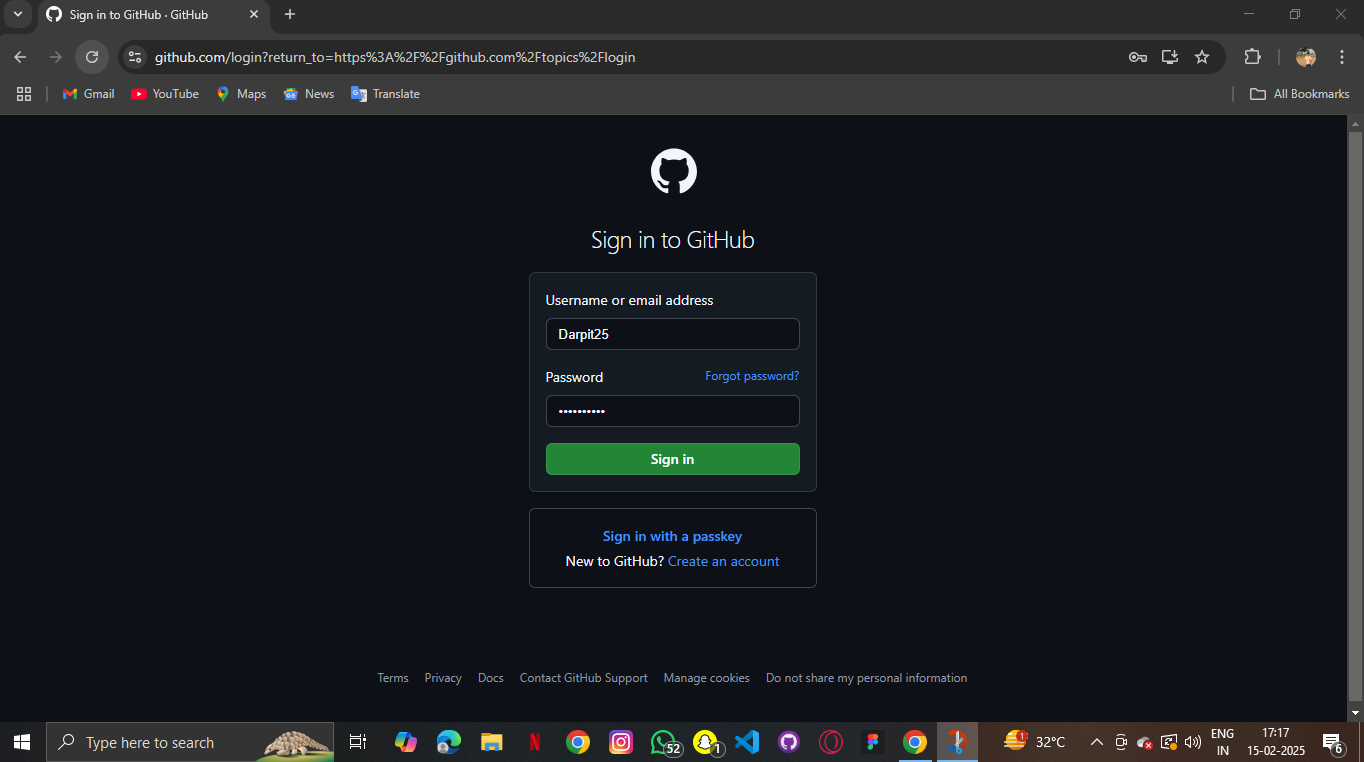 Sign in to GitHub · GitHub
github.com/login?return_to=https%3A%2F%2Fgithub.com%2Ftopics%2Flogin
Gmail YouTube Maps News Translate All Bookmarks
Sign in to GitHub
Username or email address
Darpit25
Password Forgot password?
••••••••••
Sign in
Sign in with a passkey
New to GitHub? Create an account
Terms Privacy Docs Contact GitHub Support Manage cookies Do not share my personal information
Type here to search 52 1 1 32°C ENG 17:17
IN 15-02-2025 6